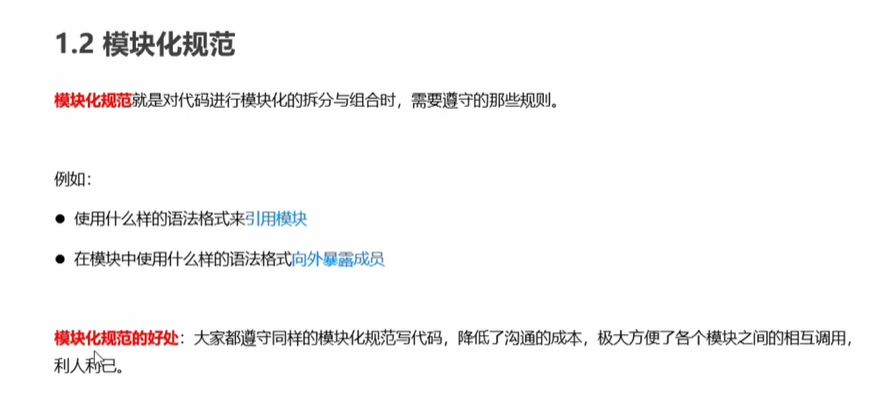 1.2 模块化规范
模块化规范就是对代码进行模块化的拆分与组合时，需要遵守的那些规则。
例如：
● 使用什么样的语法格式来引用模块
● 在模块中使用什么样的语法格式向外暴露成员
模块化规范的好处：大家都遵守同样的模块化规范写代码，降低了沟通的成本，极大方便了各个模块之间的相互调用，
利人利己。